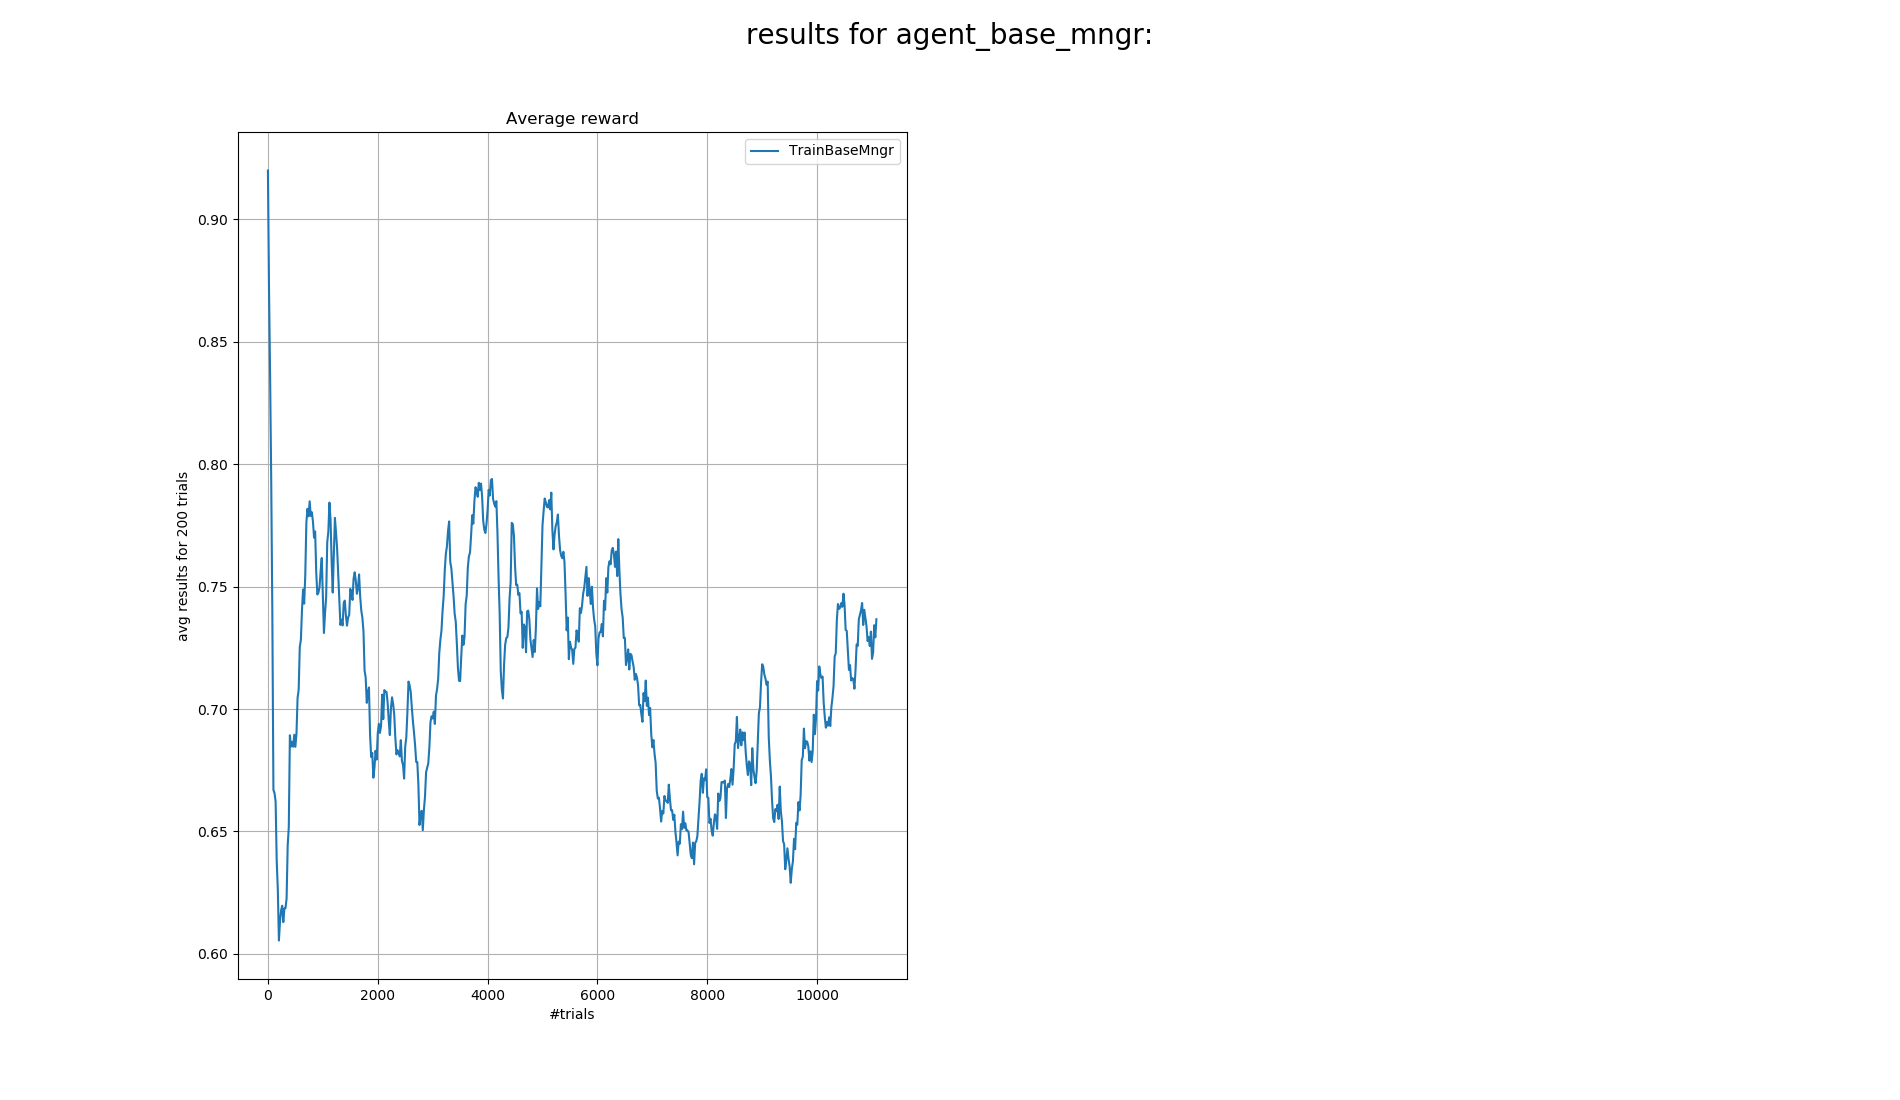 results for agent_base_mngr:
Average reward
TrainBaseMngr
avg results for 200 trials
0.90
0.85
0.80
0.75
0.70
0.65
0.60
0 2000 4000 6000 8000 10000
#trials